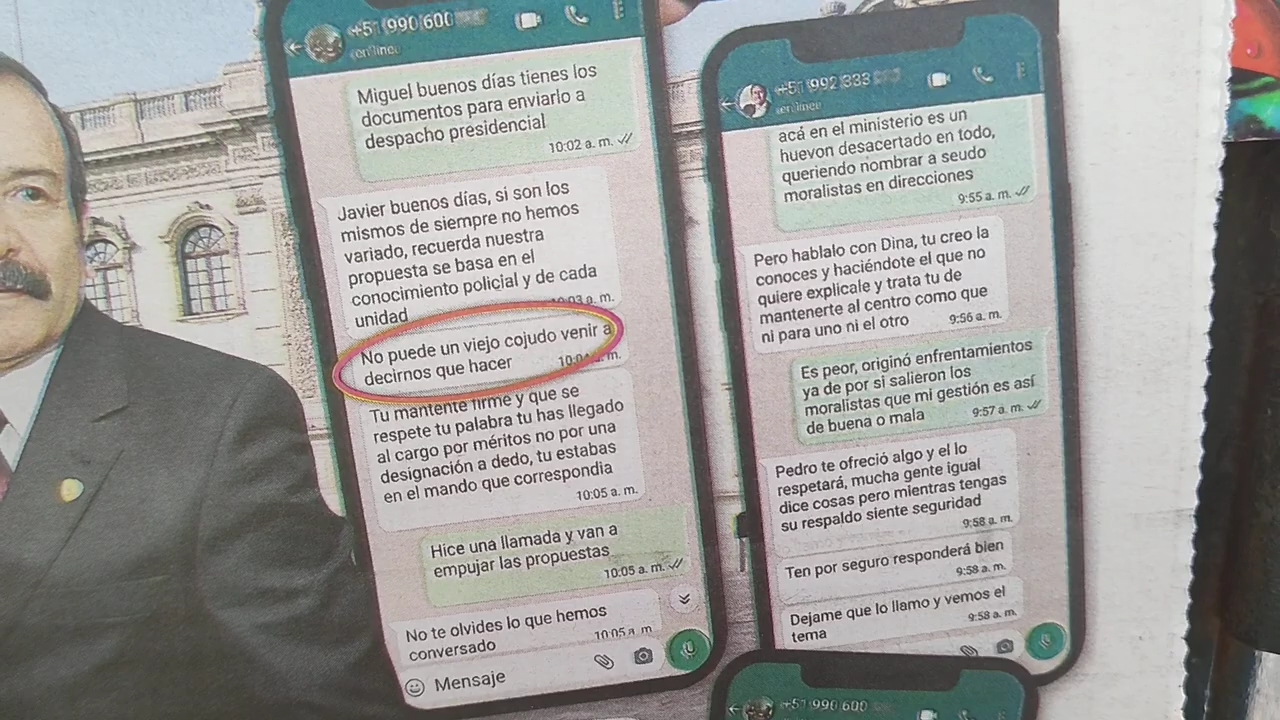 +51 990 600
en línea
Miguel buenos días tienes los
documentos para enviarlo a
despacho presidencial
10:02 a. m.
Javier buenos días, si son los
mismos de siempre no hemos
variado, recuerda nuestra
propuesta se basa en el
conocimiento policial y de cada
unidad
10:03 a. m.
No puede un viejo cojudo venir a
decirnos que hacer
10:04 a. m.
Tu mantente firme y que se
respete tu palabra tu has llegado
al cargo por méritos no por una
designación a dedo, tu estabas
en el mando que correspondia
10:05 a. m.
Hice una llamada y van a
empujar las propuestas
10:05 a. m.
No te olvides lo que hemos
conversado
10:05 a m.
Mensaje
+51 992 333
en línea
acá en el ministerio es un
huevon desacertado en todo,
queriendo nombrar a seudo
moralistas en direcciones
9:55 a. m.
Pero hablalo con Dina, tu creo la
conoces y haciéndote el que no
quiere explicale y trata tu de
mantenerte al centro como que
ni para uno ni el otro
9:56 a. m.
Es peor, originó enfrentamientos
ya de por si salieron los
moralistas que mi gestión es así
de buena o mala
9:57 a. m.
Pedro te ofreció algo y el lo
respetará, mucha gente igual
dice cosas pero mientras tengas
su respaldo siente seguridad
9:58 a. m.
Ten por seguro responderá bien
9:58 a. m.
Dejame que lo llamo y vemos el
tema
9:58 a. m.
+51 990 600